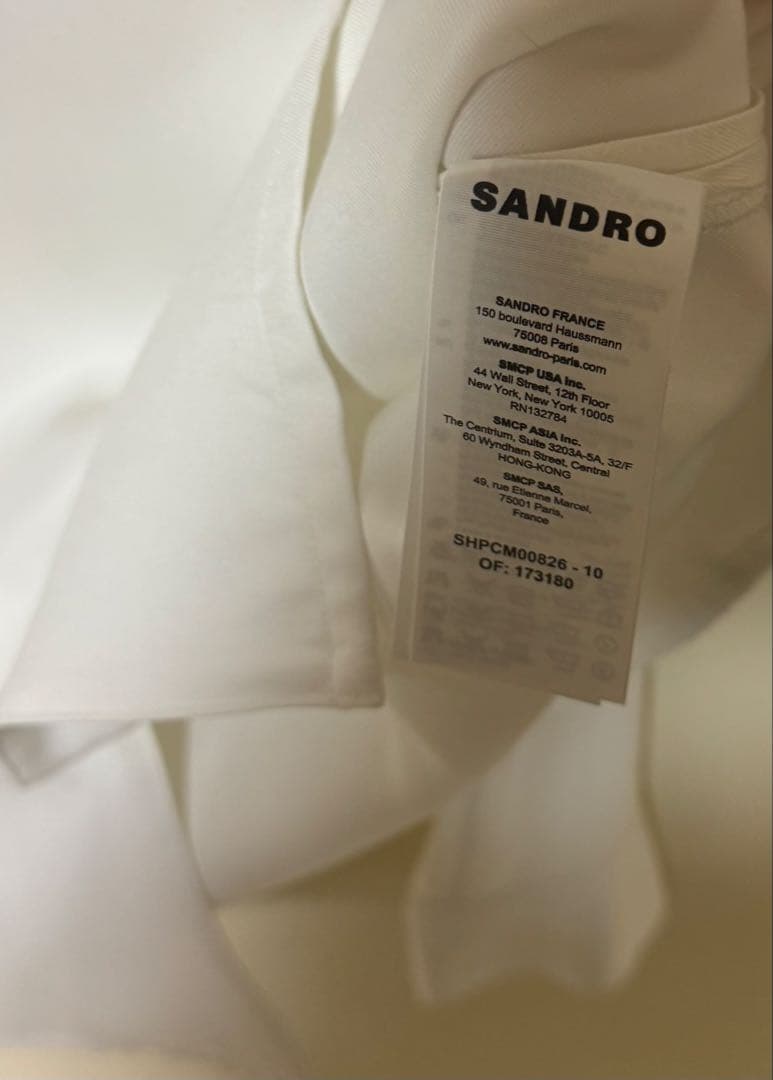 SANDRO
SANDRO FRANCE
150 boulevard Haussmann
75008 Paris
www.sandro-paris.com
SMCP USA Inc.
44 Wall Street, 12th Floor
New York, New York 10005
RN132784
SMCP ASIA Inc.
The Centrium, Suite 3203A-5A, 32/F
60 Wyndham Street, Central
HONG-KONG
SMCP SAS,
49, rue Etienne Marcel,
75001 Paris,
France
SHPCM00826 - 10
OF: 173180